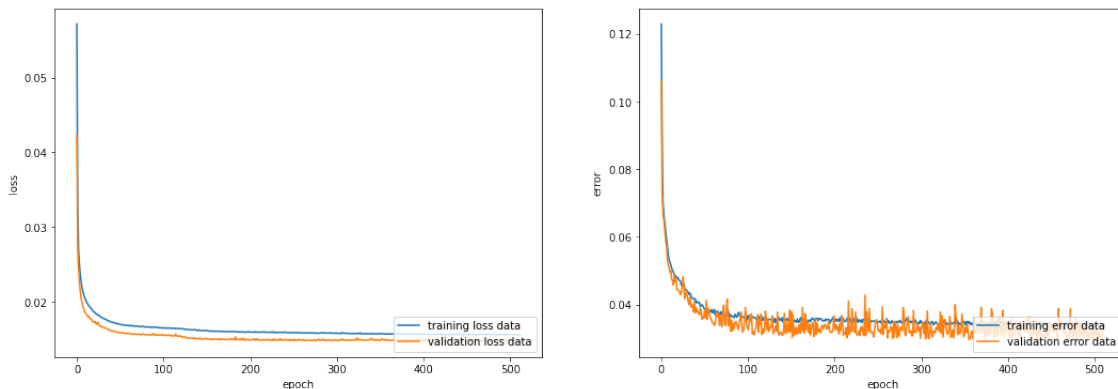 0.05
0.04
0.03
0.02
loss
0 100 200 300 400 500
epoch
training loss data
validation loss data
0.12
0.10
0.08
0.06
0.04
error
0 100 200 300 400 500
epoch
training error data
validation error data